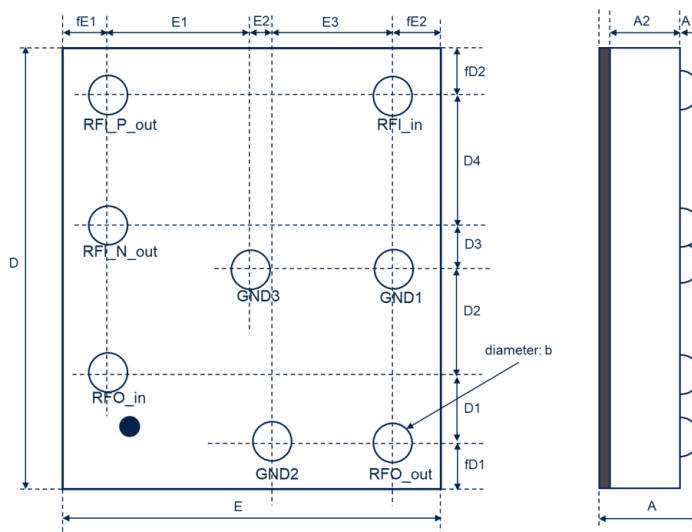 fE1 E1 E2 E3 fE2 A2 A
fD2
RFI_P_out RFI_in
D4
RFI_N_out D3
D
GND3 GND1
D2
diameter: b
RFO_in
D1
GND2 RFO_out fD1
E A